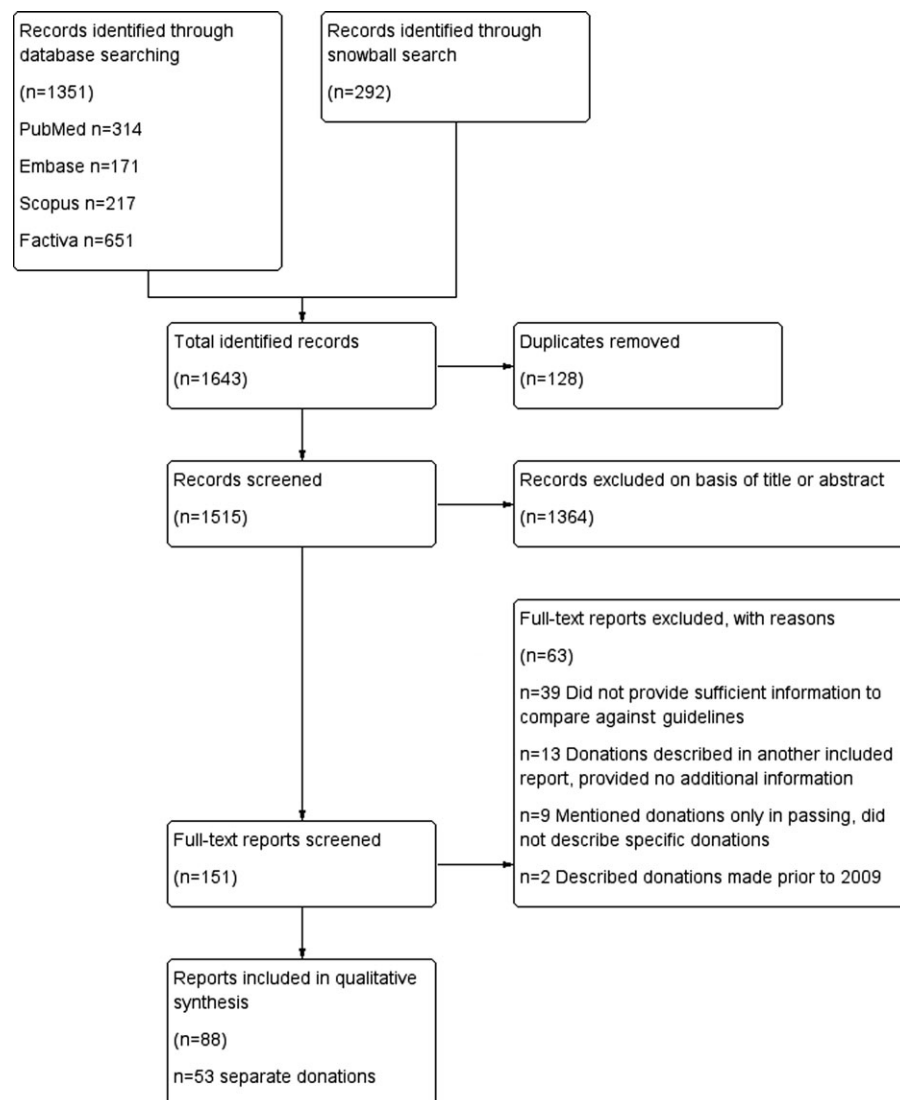 Records identified through
database searching
(n=1351)
PubMed n=314
Embase n=171
Scopus n=217
Factiva n=651
Records identified through
snowball search
(n=292)
Total identified records
(n=1643)
Duplicates removed
(n=128)
Records screened
(n=1515)
Records excluded on basis of title or abstract
(n=1364)
Full-text reports excluded, with reasons
(n=63)
n=39 Did not provide sufficient information to
compare against guidelines
n=13 Donations described in another included
report, provided no additional information
n=9 Mentioned donations only in passing, did
not describe specific donations
n=2 Described donations made prior to 2009
Full-text reports screened
(n=151)
Reports included in qualitative
synthesis
(n=88)
n=53 separate donations